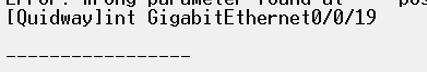 [Quidway]int GigabitEthernet0/0/19
-----------------